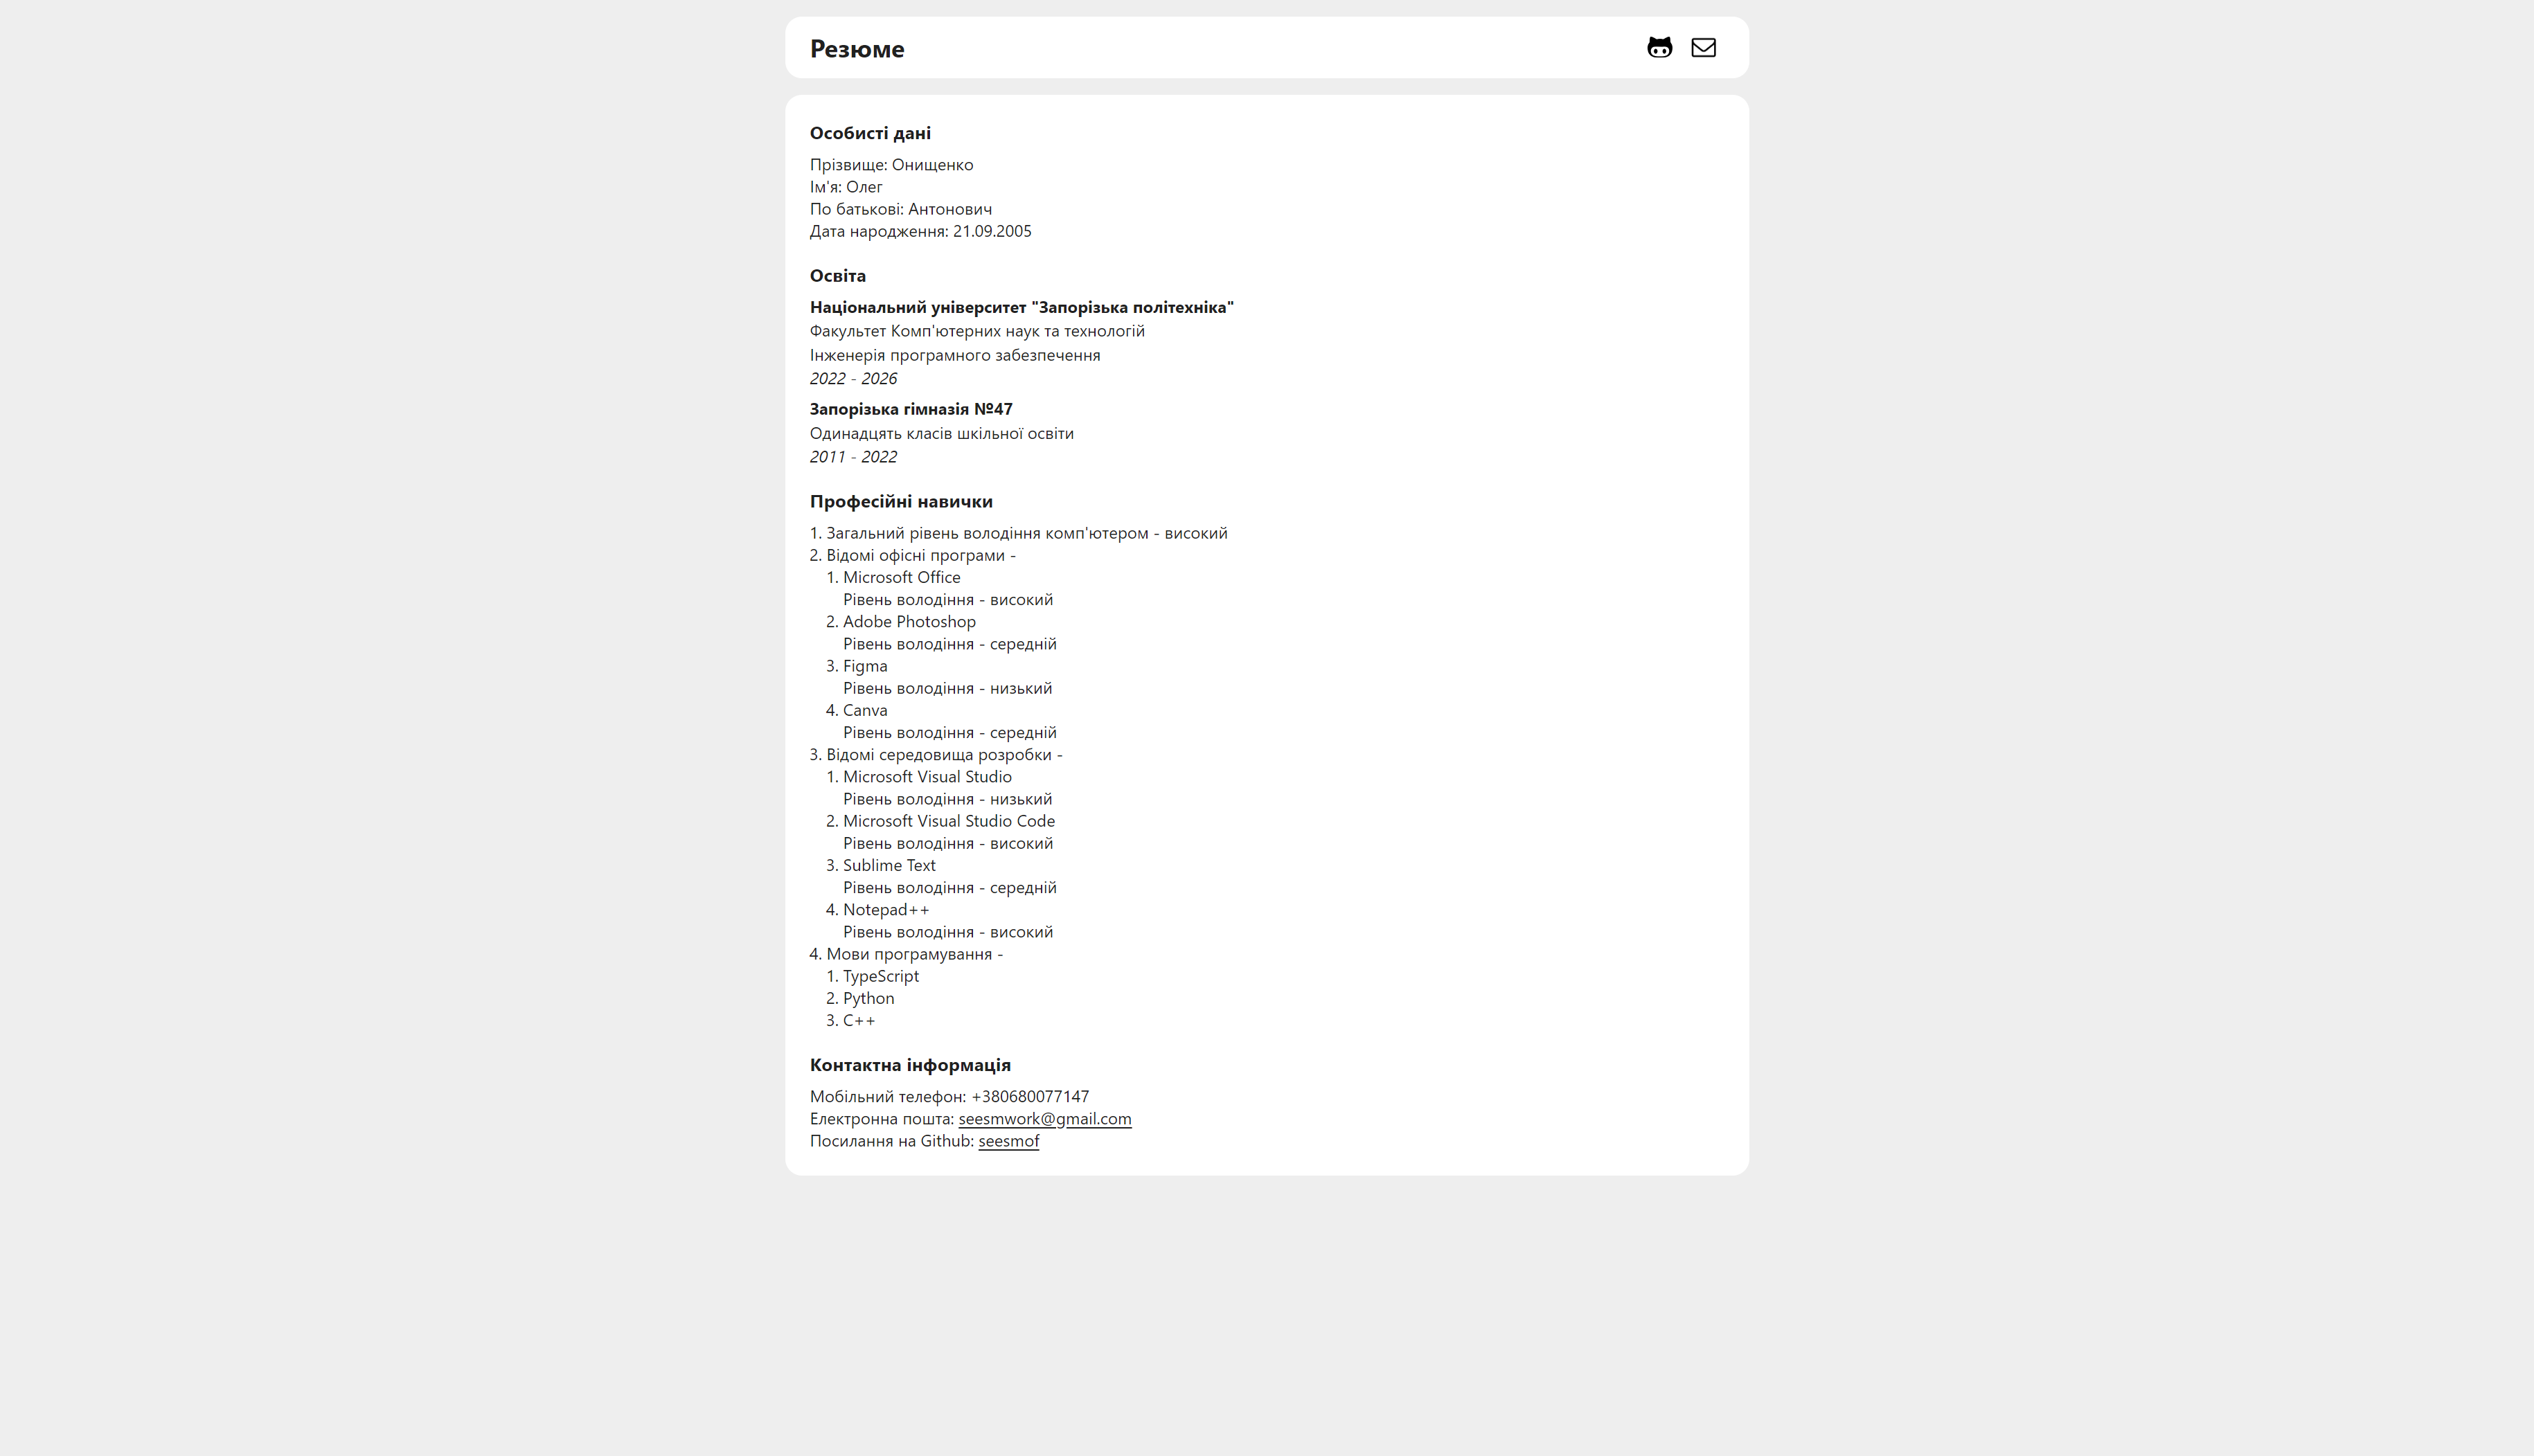 Резюме
Особисті дані
Прізвище: Онищенко
Ім'я: Олег
По батькові: Антонович
Дата народження: 21.09.2005
Освіта
Національний університет "Запорізька політехніка"
Факультет Комп'ютерних наук та технологій
Інженерія програмного забезпечення
2022 - 2026
Запорізька гімназія №47
Одинадцять класів шкільної освіти
2011 - 2022
Професійні навички
1. Загальний рівень володіння комп'ютером - високий
2. Відомі офісні програми -
1. Microsoft Office
Рівень володіння - високий
2. Adobe Photoshop
Рівень володіння - середній
3. Figma
Рівень володіння - низький
4. Canva
Рівень володіння - середній
3. Відомі середовища розробки -
1. Microsoft Visual Studio
Рівень володіння - низький
2. Microsoft Visual Studio Code
Рівень володіння - високий
3. Sublime Text
Рівень володіння - середній
4. Notepad++
Рівень володіння - високий
4. Мови програмування -
1. TypeScript
2. Python
3. C++
Контактна інформація
Мобільний телефон: +380680077147
Електронна пошта: seesmwork@gmail.com
Посилання на Github: seesmof